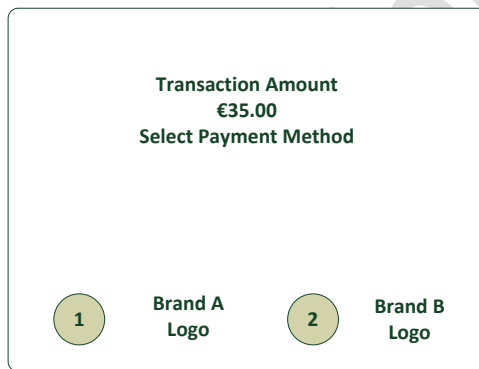 Transaction Amount
€35.00
Select Payment Method
1 Brand A Logo
2 Brand B Logo